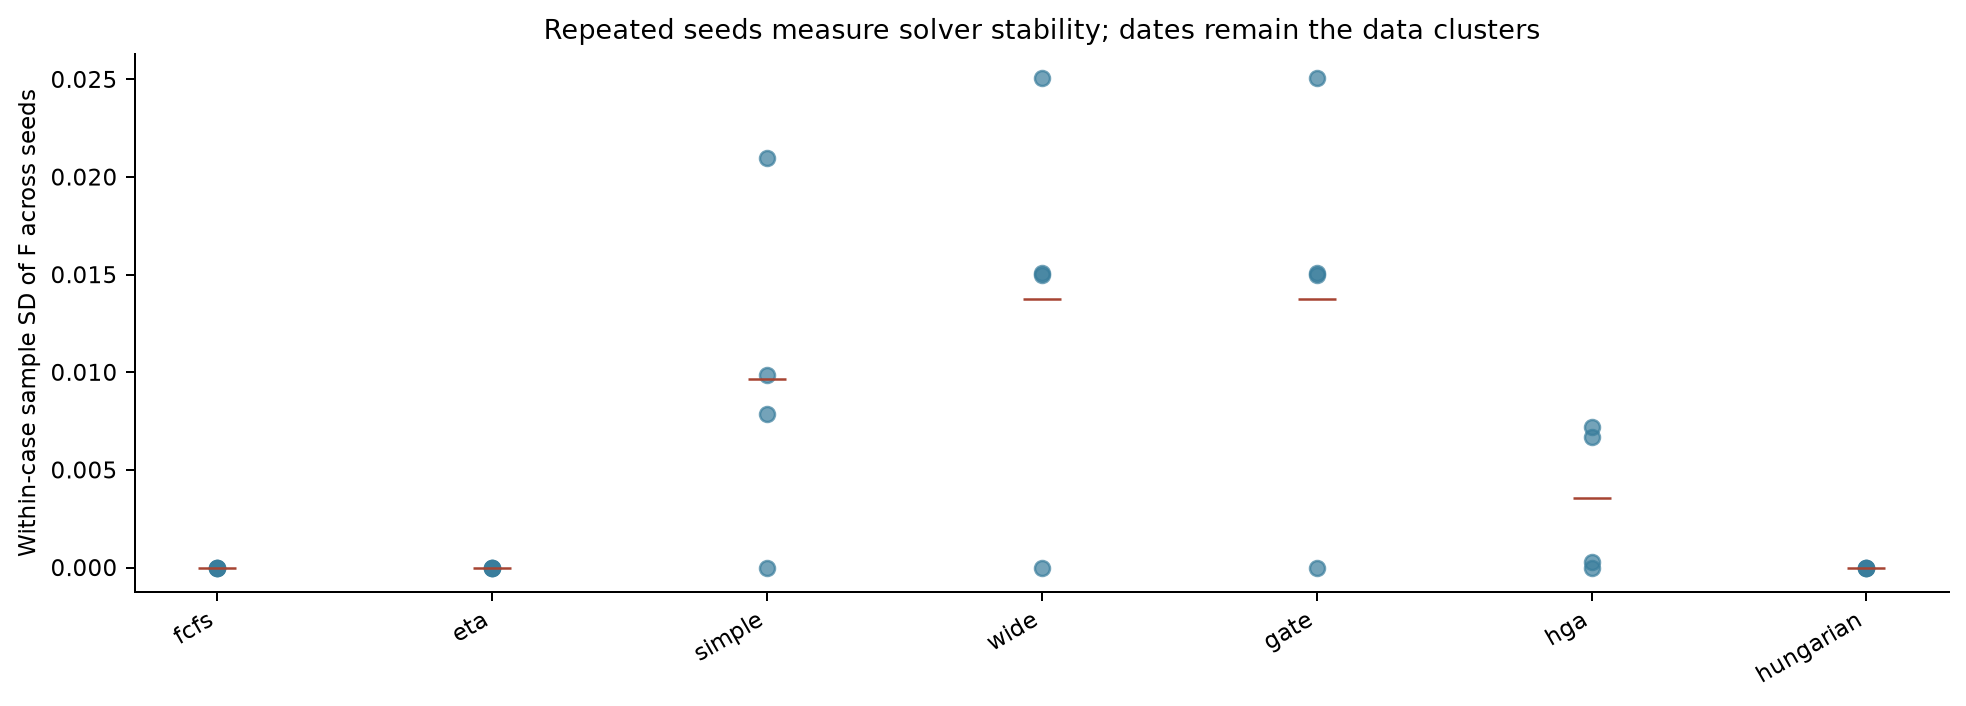 Repeated seeds measure solver stability; dates remain the data clusters
Within-case sample SD of F across seeds
0.025
0.020
0.015
0.010
0.005
0.000
fcfs
eta
simple
wide
gate
hga
hungarian